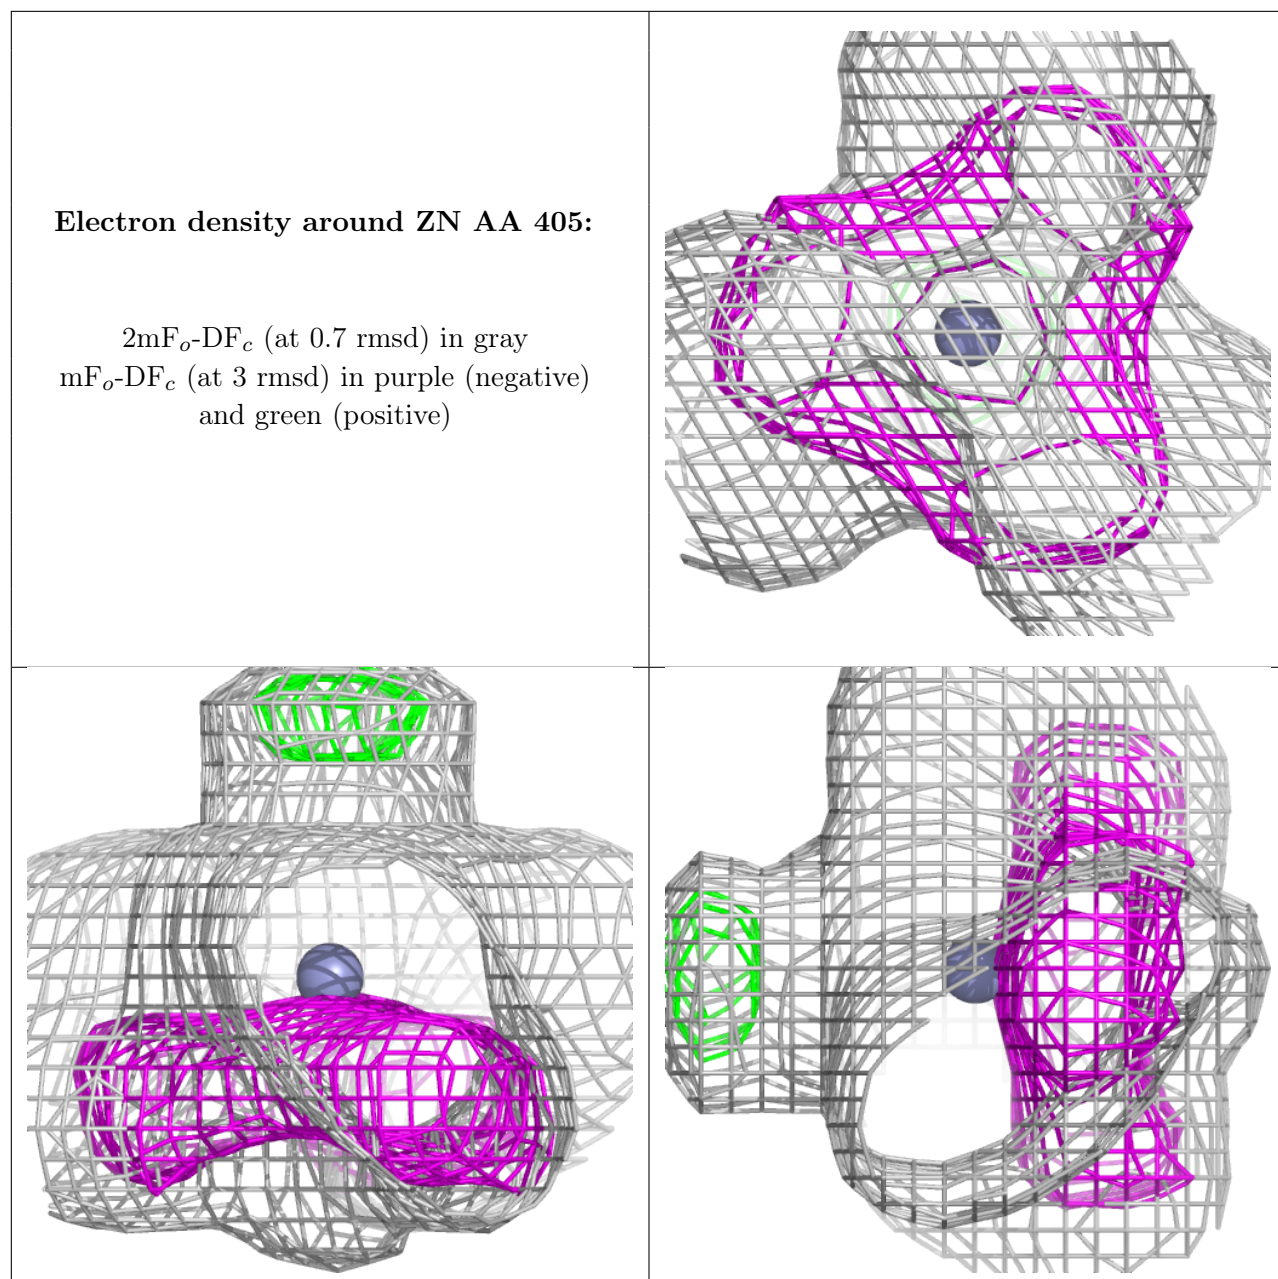 Electron density around ZN AA 405:
2mFₒ-DF𝒸 (at 0.7 rmsd) in gray
mFₒ-DF𝒸 (at 3 rmsd) in purple (negative)
and green (positive)